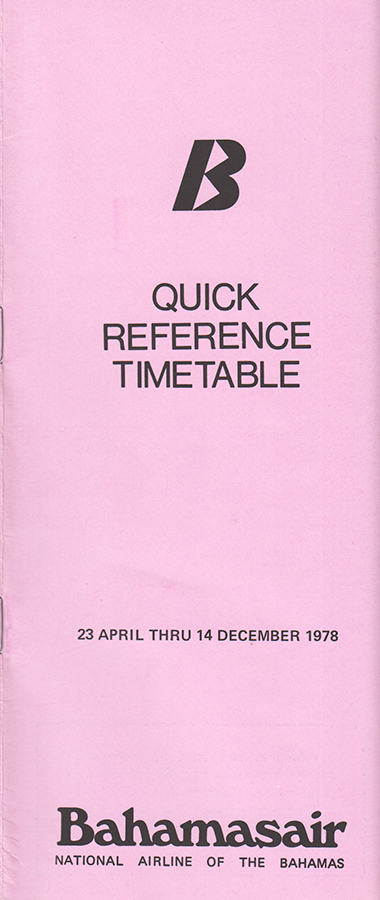 B
QUICK
REFERENCE
TIMETABLE
23 APRIL THRU 14 DECEMBER 1978
Bahamasair
NATIONAL AIRLINE OF THE BAHAMAS